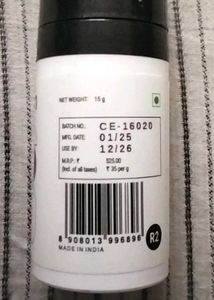 NET WEIGHT: 15 g
BATCH NO. CE-16020
MFG. DATE: 01/25
USE BY: 12/26
M.R.P.: ₹ 525.00
(Incl. of all taxes) ₹ 35 per g
8 908013 996896
R2
MADE IN INDIA